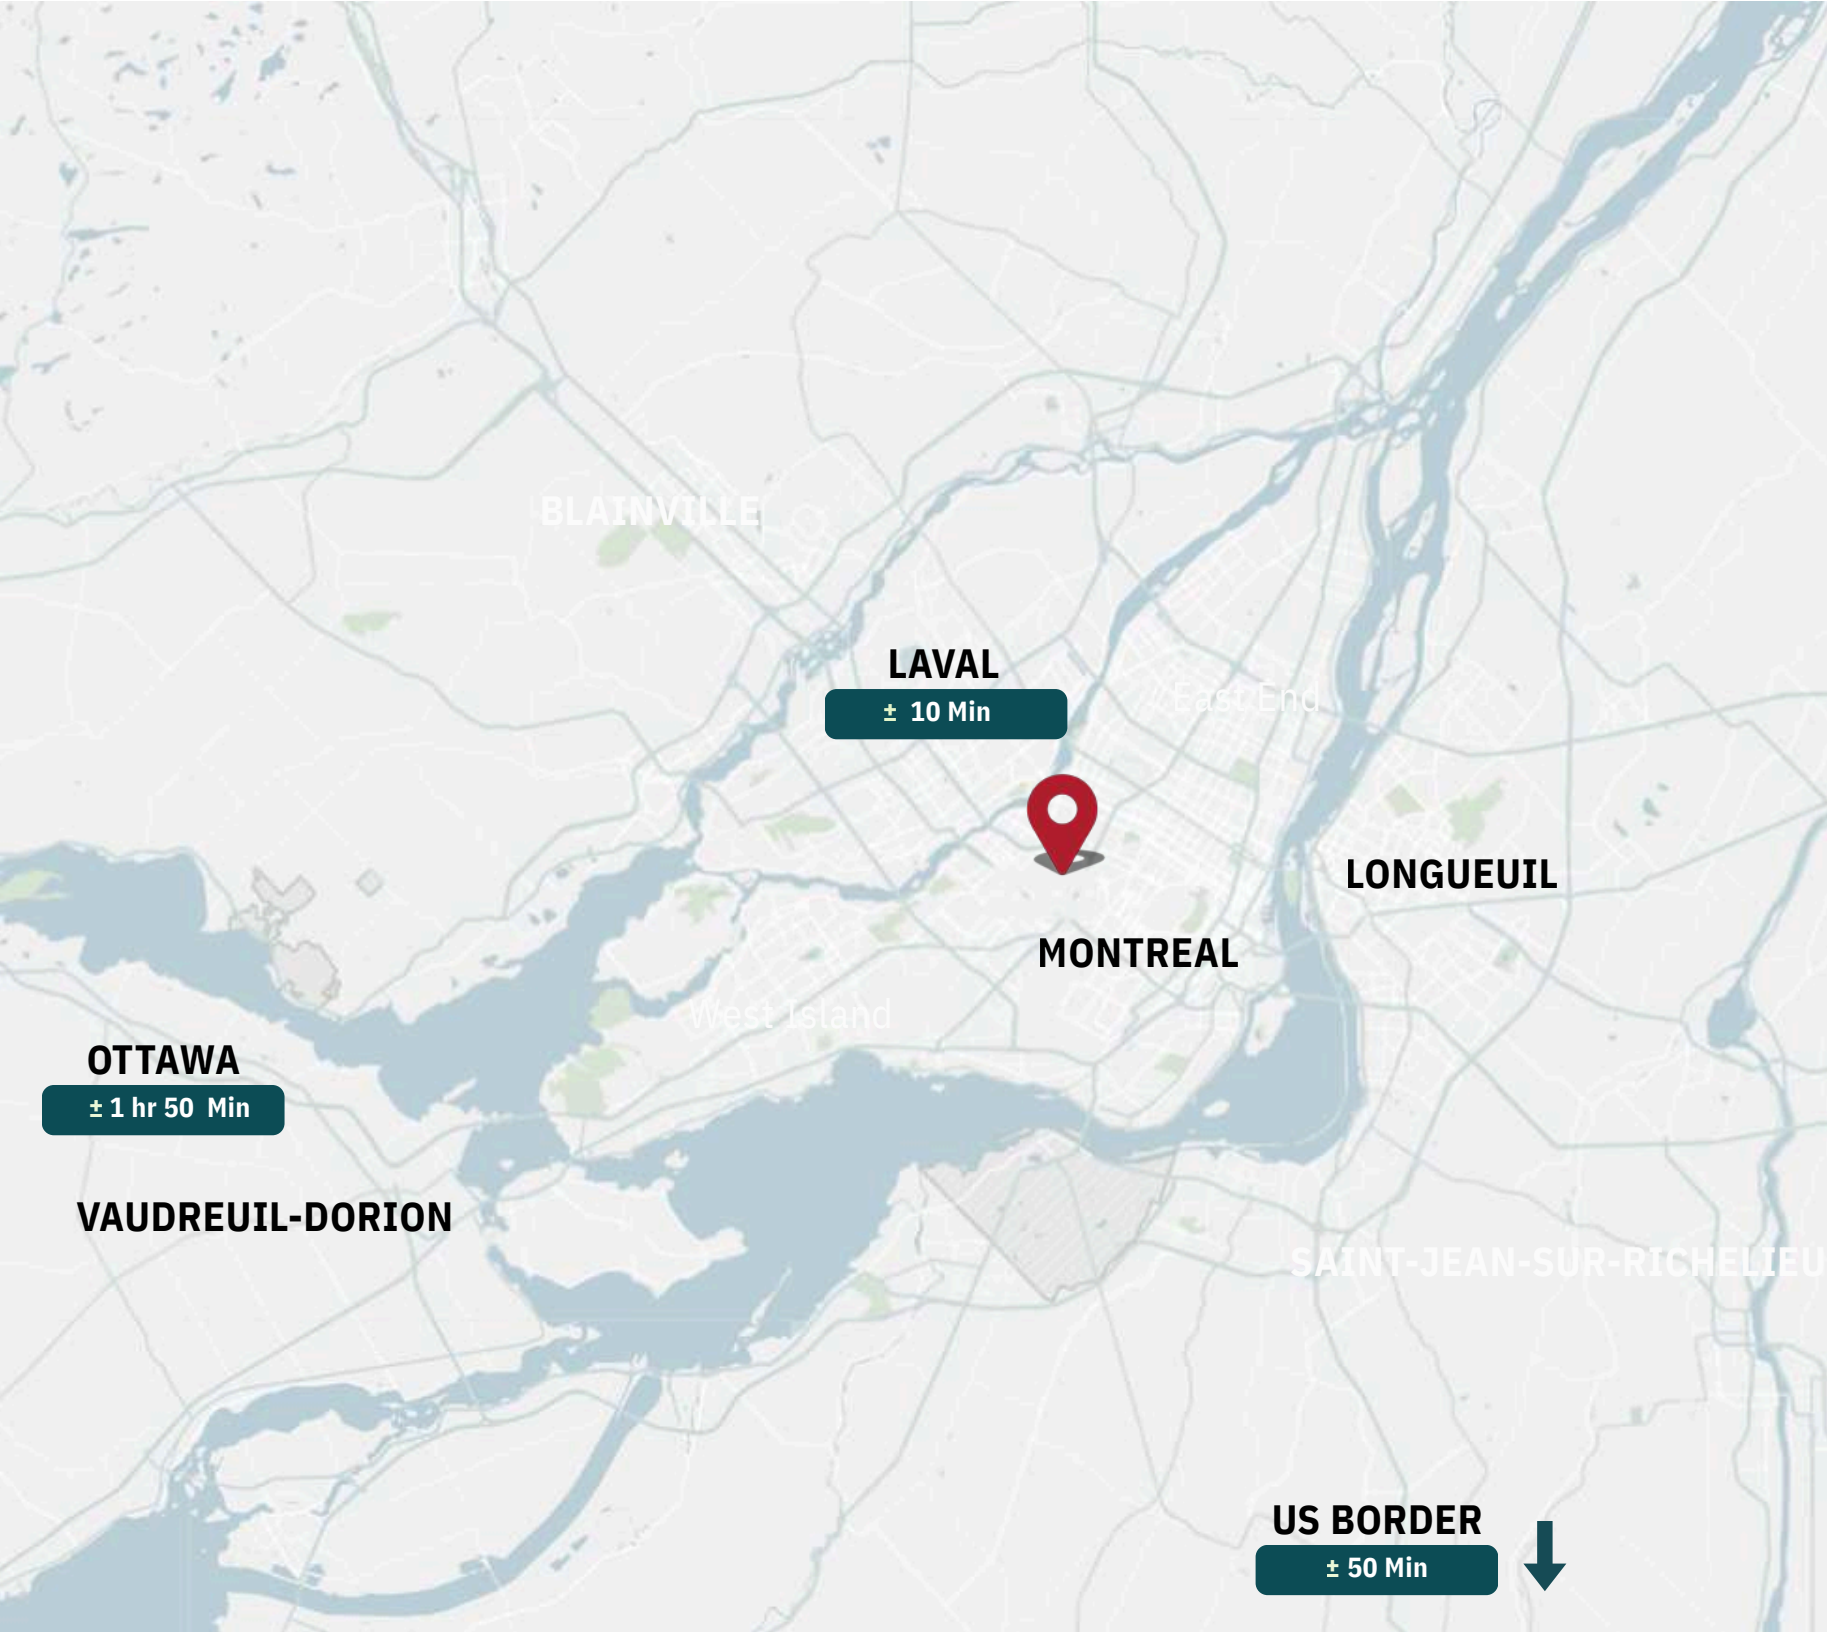 BLAINVILLE
LAVAL
± 10 Min
East End
LONGUEUIL
MONTREAL
West Island
OTTAWA
± 1 hr 50 Min
VAUDREUIL-DORION
SAINT-JEAN-SUR-RICHELIEU
US BORDER
± 50 Min